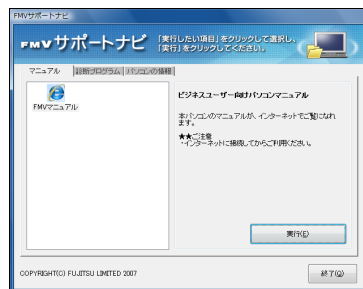 FMVサポートナビ
FMVサポートナビ
「実行したい項目」をクリックして選択し、
「実行」をクリックしてください。
マニュアル
診断プログラム
パソコンの情報
FMVマニュアル
ビジネスユーザー向けパソコンマニュアル
本パソコンのマニュアルが、インターネットでご覧になれ
ます。
★★ご注意
・インターネットに接続してからご利用ください。
実行(E)
COPYRIGHT(C) FUJITSU LIMITED 2007
終了(Q)